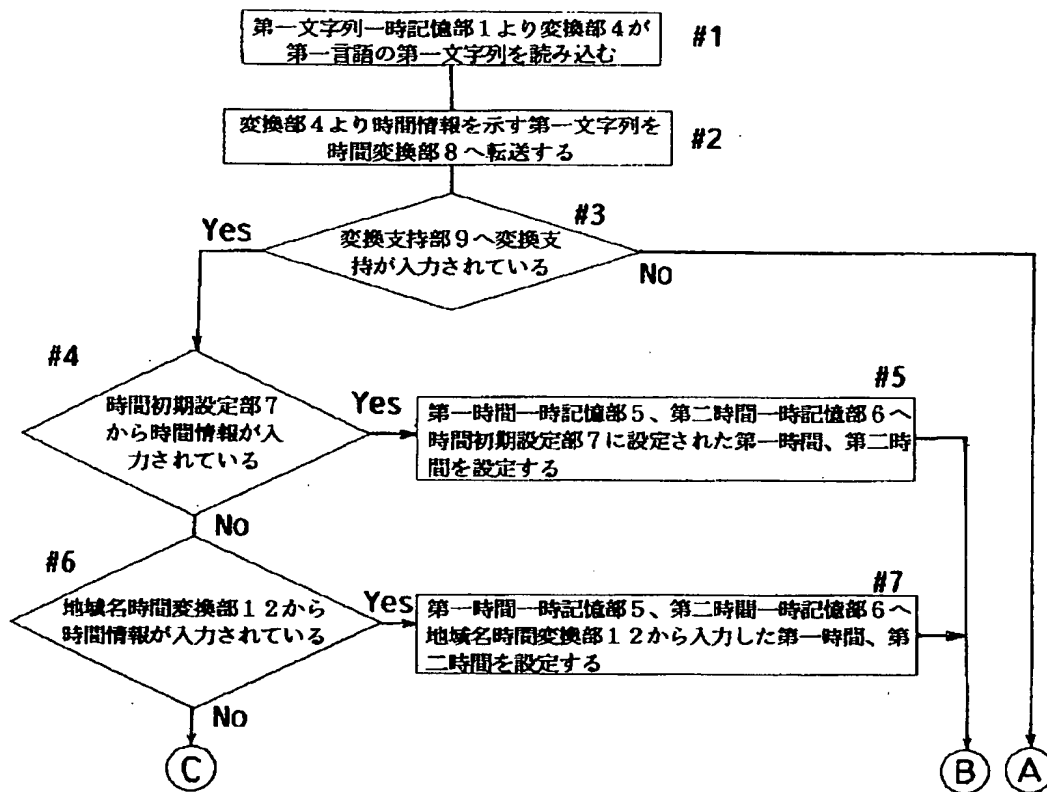 第一文字列一時記憶部1より変換部4が
第一言語の第一文字列を読み込む
#1
変換部4より時間情報を示す第一文字列を
時間変換部8へ転送する
#2
#3
Yes
変換支持部9へ変換支
持が入力されている
No
#4
時間初期設定部7
から時間情報が入
力されている
Yes
#5
第一時間一時記憶部5、第二時間一時記憶部6へ
時間初期設定部7に設定された第一時間、第二時
間を設定する
No
#6
地域名時間変換部12から
時間情報が入力されている
Yes
#7
第一時間一時記憶部5、第二時間一時記憶部6へ
地域名時間変換部12から入力した第一時間、第
二時間を設定する
No
C
B
A